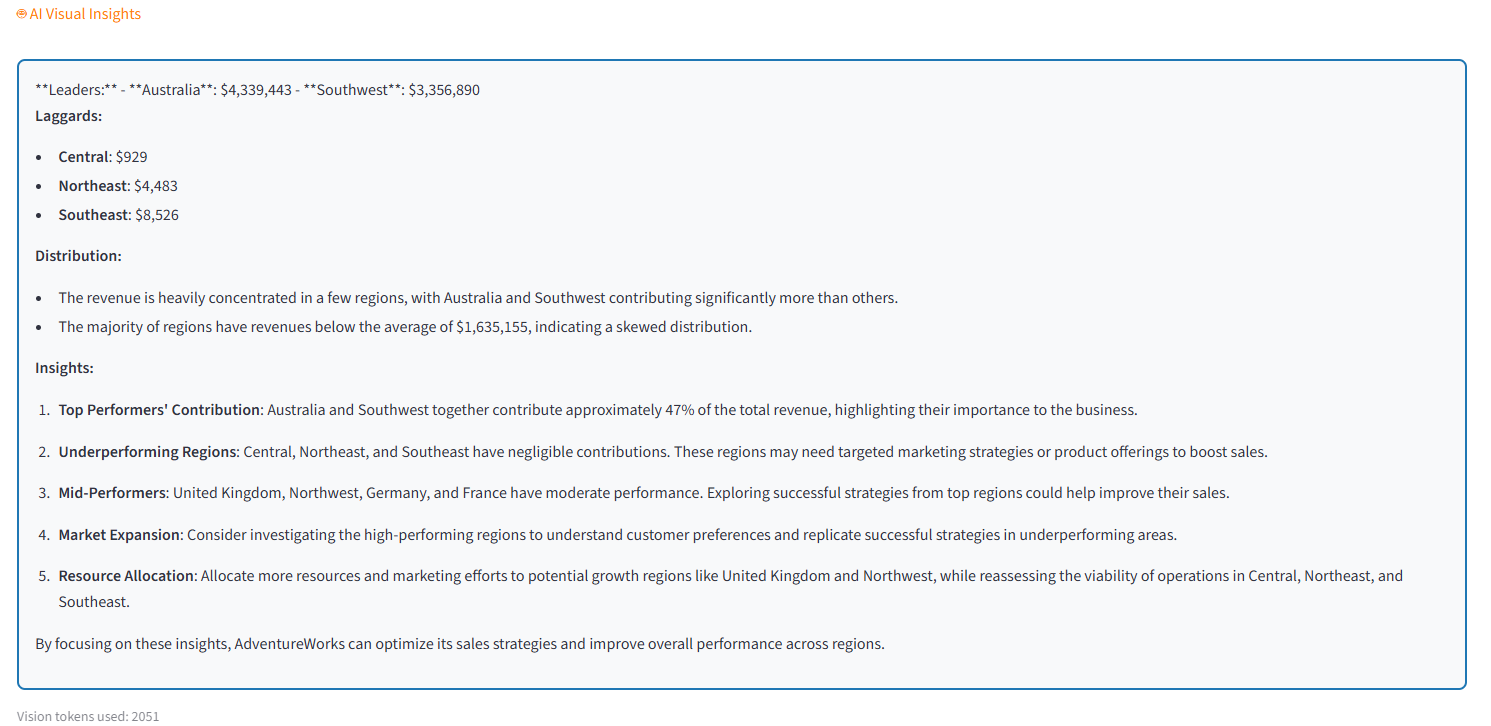 AI Visual Insights
**Leaders:** - **Australia**: $4,339,443 - **Southwest**: $3,356,890
Laggards:
• Central: $929
• Northeast: $4,483
• Southeast: $8,526
Distribution:
• The revenue is heavily concentrated in a few regions, with Australia and Southwest contributing significantly more than others.
• The majority of regions have revenues below the average of $1,635,155, indicating a skewed distribution.
Insights:
1. Top Performers' Contribution: Australia and Southwest together contribute approximately 47% of the total revenue, highlighting their importance to the business.
2. Underperforming Regions: Central, Northeast, and Southeast have negligible contributions. These regions may need targeted marketing strategies or product offerings to boost sales.
3. Mid-Performers: United Kingdom, Northwest, Germany, and France have moderate performance. Exploring successful strategies from top regions could help improve their sales.
4. Market Expansion: Consider investigating the high-performing regions to understand customer preferences and replicate successful strategies in underperforming areas.
5. Resource Allocation: Allocate more resources and marketing efforts to potential growth regions like United Kingdom and Northwest, while reassessing the viability of operations in Central, Northeast, and
Southeast.
By focusing on these insights, AdventureWorks can optimize its sales strategies and improve overall performance across regions.
Vision tokens used: 2051